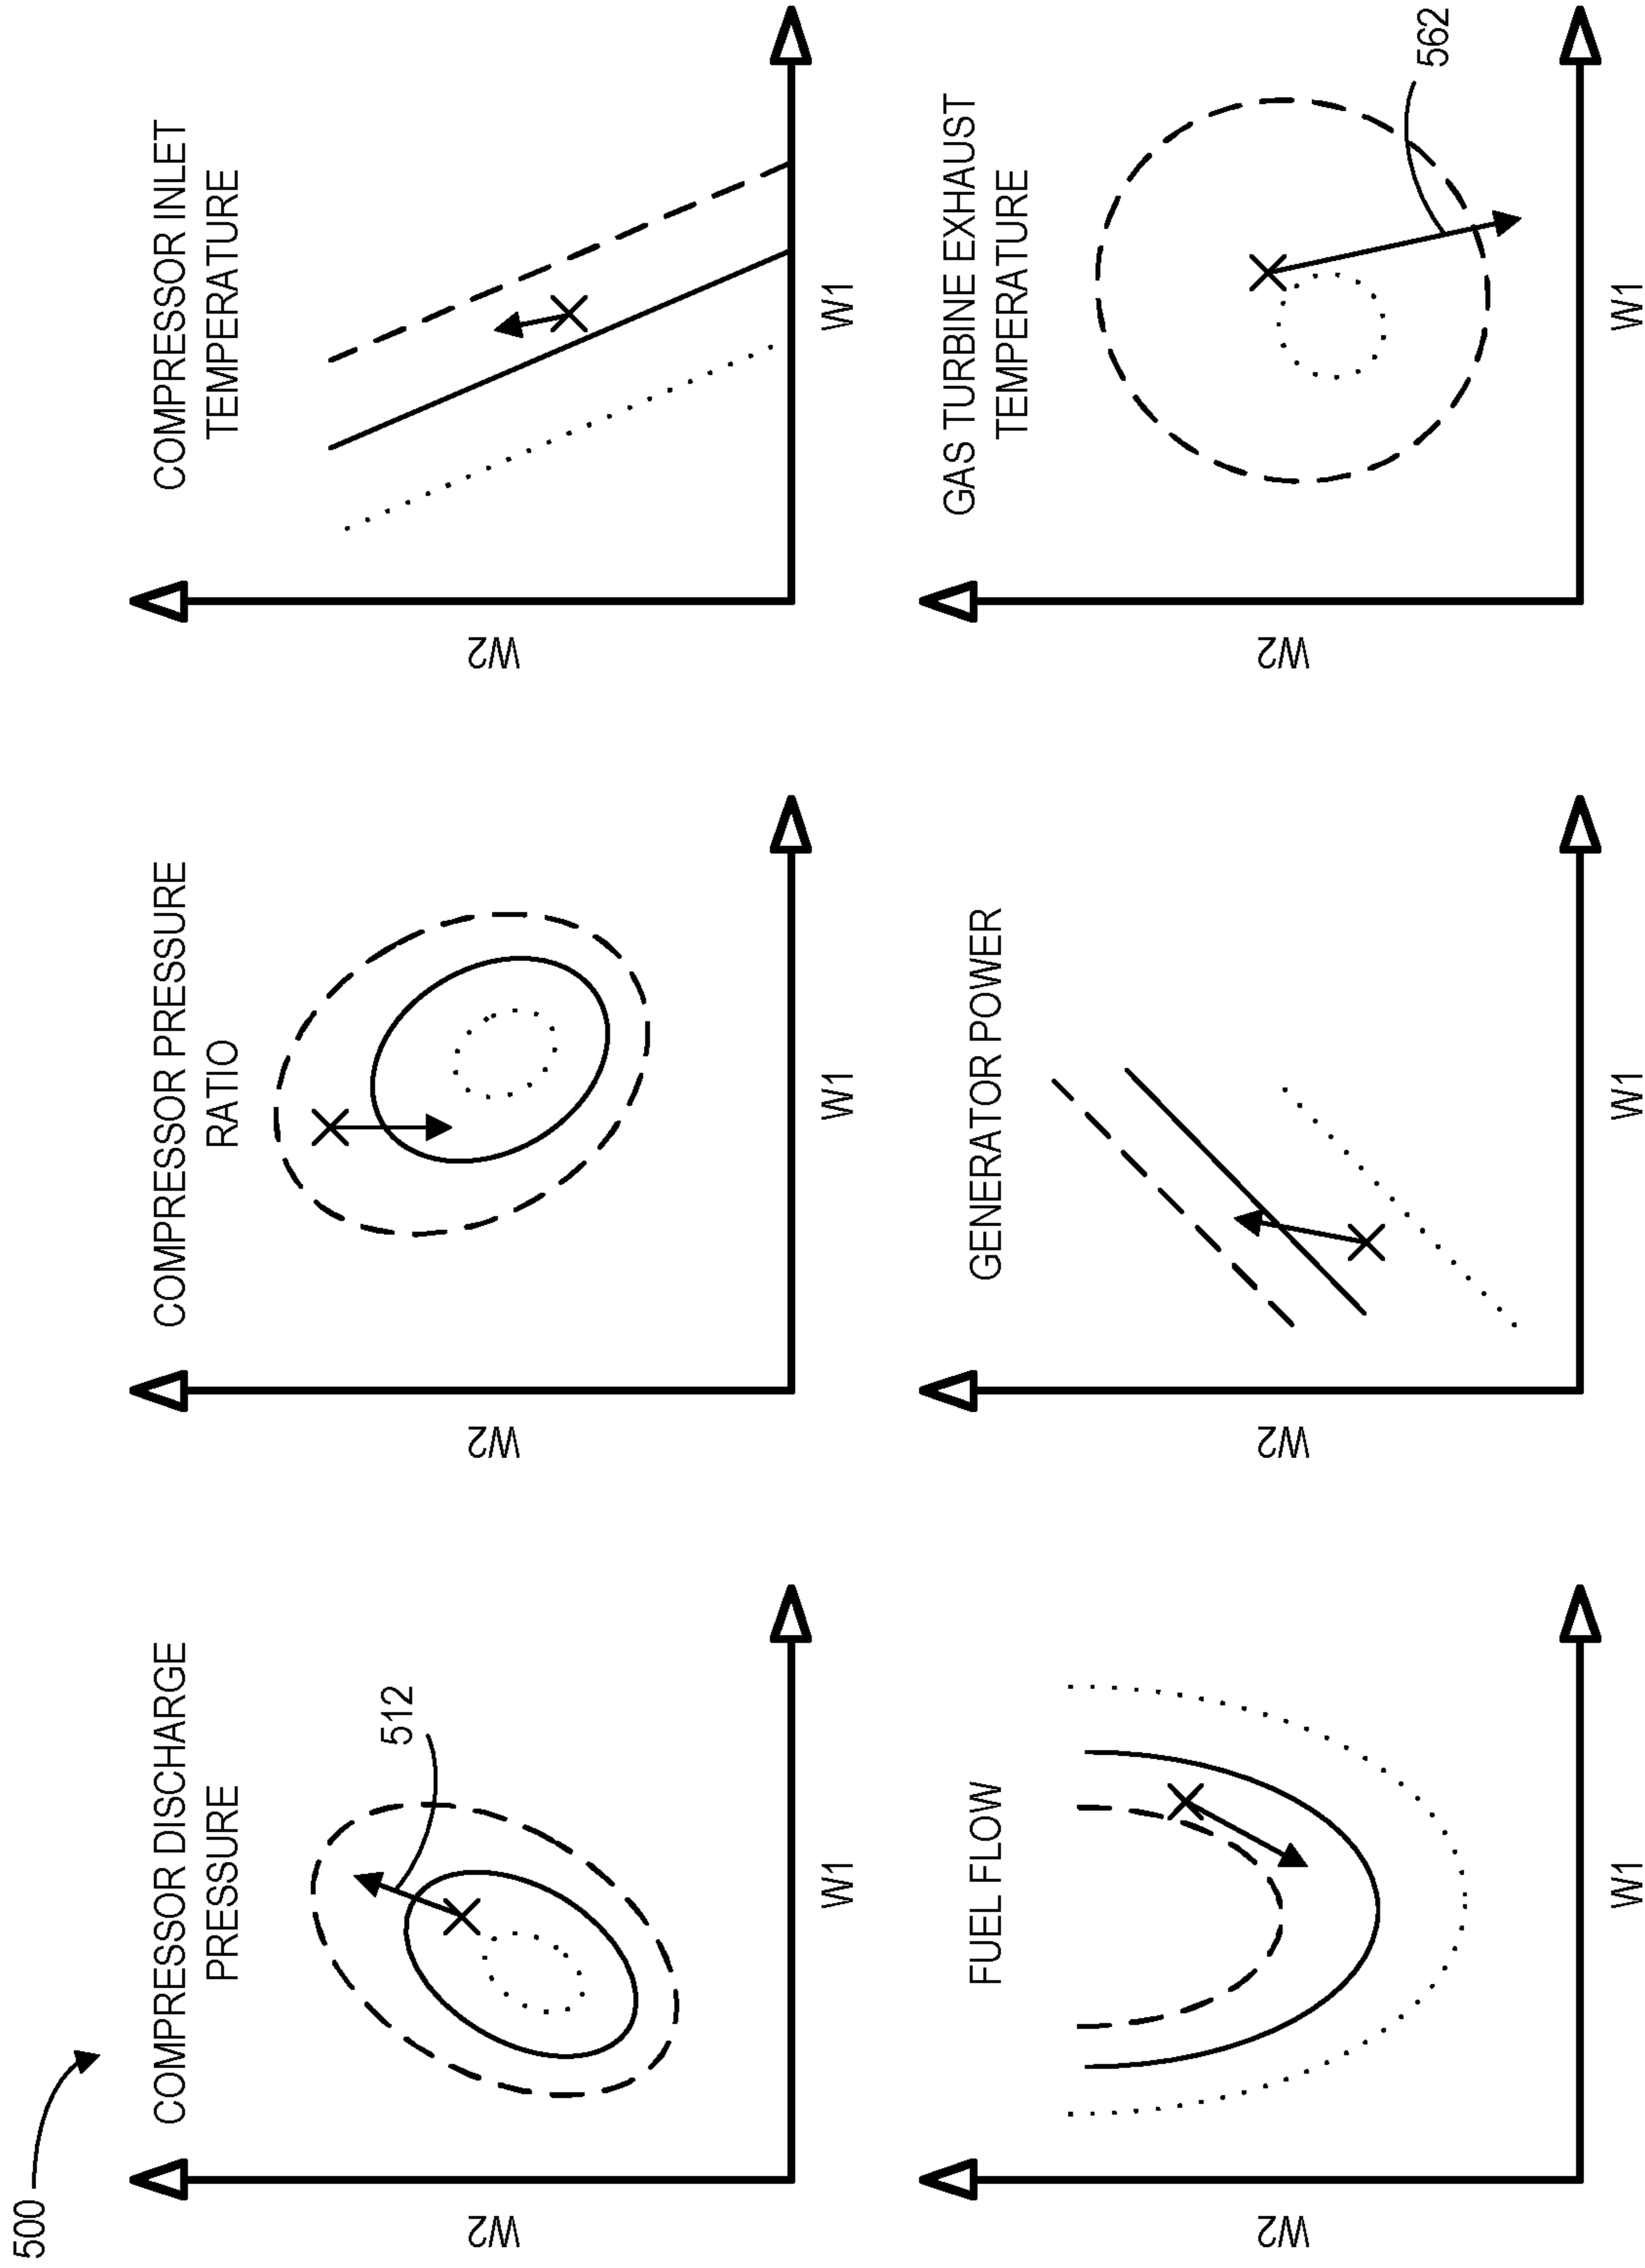 500
COMPRESSOR DISCHARGE
PRESSURE
512
W2
W1
COMPRESSOR PRESSURE
RATIO
W2
W1
COMPRESSOR INLET
TEMPERATURE
W2
W1
FUEL FLOW
W2
W1
GENERATOR POWER
W2
W1
GAS TURBINE EXHAUST
TEMPERATURE
562
W2
W1